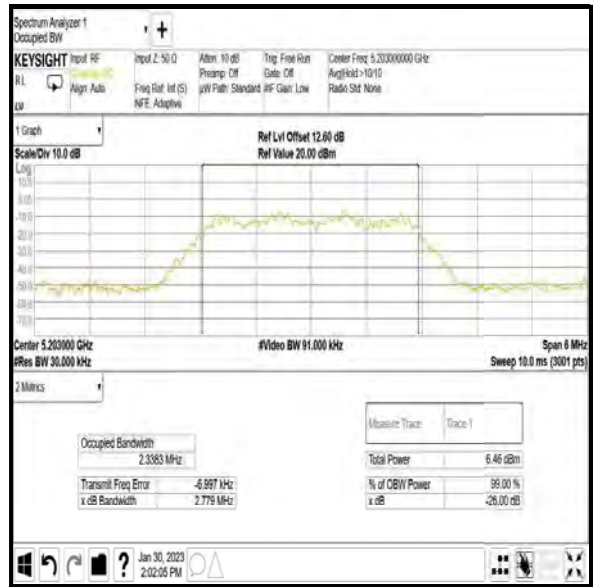 Spectrum Analyzer 1
Occupied BW
KEYSIGHT Input: RF
Input Z: 50 Ω
Atten: 10 dB
Trig: Free Run
Center Freq: 5.203000000 GHz
Preamp: Off
Gate: Off
Avg|Hold:>10/10
RL
Align: Auto
Freq Ref: Int (S)
µW Path: Standard
#IF Gain: Low
Radio Std: None
NFE: Adaptive
1 Graph
Scale/Div 10.0 dB
Ref Lvl Offset 12.60 dB
Ref Value 20.00 dBm
Log
Center 5.203000 GHz
#Video BW 91.000 kHz
Span 6 MHz
#Res BW 30.000 kHz
Sweep 10.0 ms (3001 pts)
2 Metrics
Measure Trace
Trace 1
Occupied Bandwidth
2.3383 MHz
Total Power
6.46 dBm
Transmit Freq Error
-6.997 kHz
% of OBW Power
99.00 %
x dB Bandwidth
2.779 MHz
x dB
-26.00 dB
?
Jan 30, 2023
2:02:05 PM